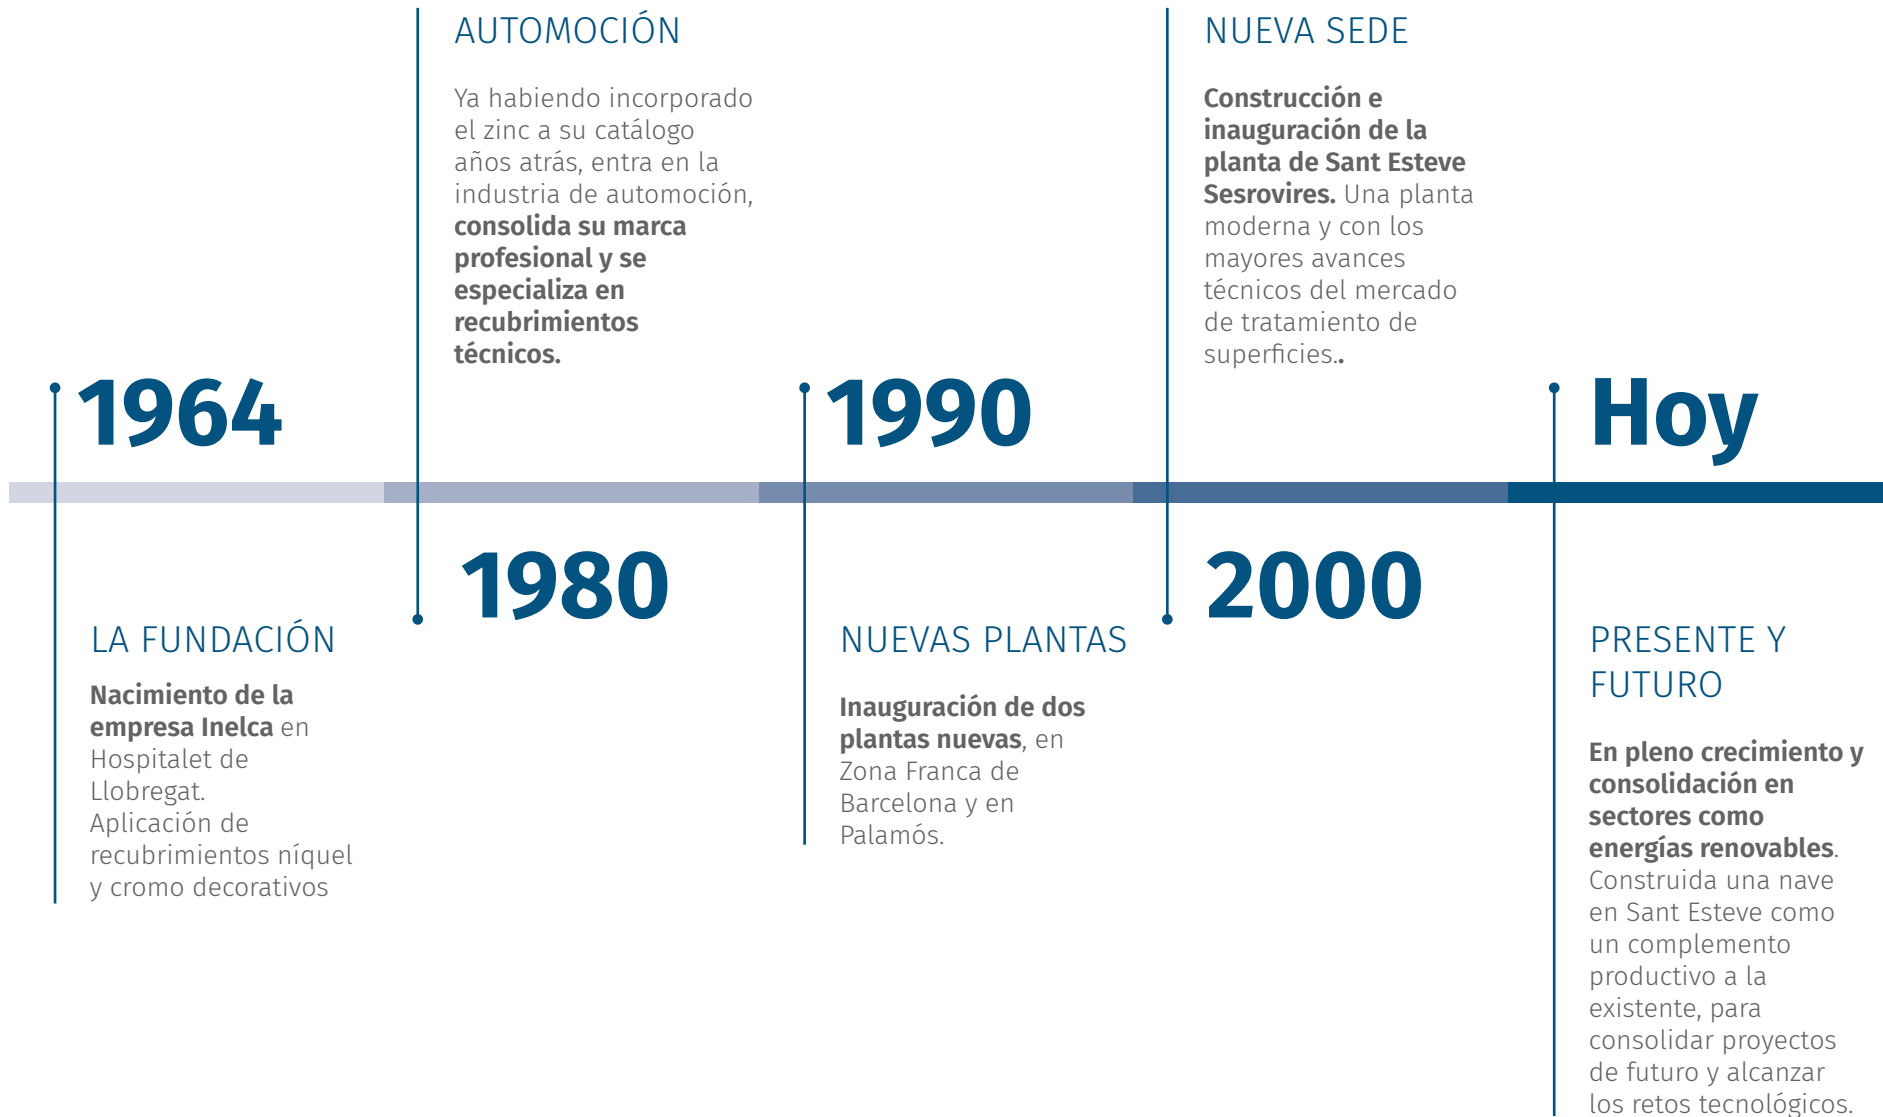 1964
LA FUNDACIÓN
Nacimiento de la
empresa Inelca en
Hospitalet de
Llobregat.
Aplicación de
recubrimientos níquel
y cromo decorativos
AUTOMOCIÓN
Ya habiendo incorporado
el zinc a su catálogo
años atrás, entra en la
industria de automoción,
consolida su marca
profesional y se
especializa en
recubrimientos
técnicos.
1980
1990
NUEVAS PLANTAS
Inauguración de dos
plantas nuevas, en
Zona Franca de
Barcelona y en
Palamós.
NUEVA SEDE
Construcción e
inauguración de la
planta de Sant Esteve
Sesrovires. Una planta
moderna y con los
mayores avances
técnicos del mercado
de tratamiento de
superficies..
2000
Hoy
PRESENTE Y
FUTURO
En pleno crecimiento y
consolidación en
sectores como
energías renovables.
Construida una nave
en Sant Esteve como
un complemento
productivo a la
existente, para
consolidar proyectos
de futuro y alcanzar
los retos tecnológicos.